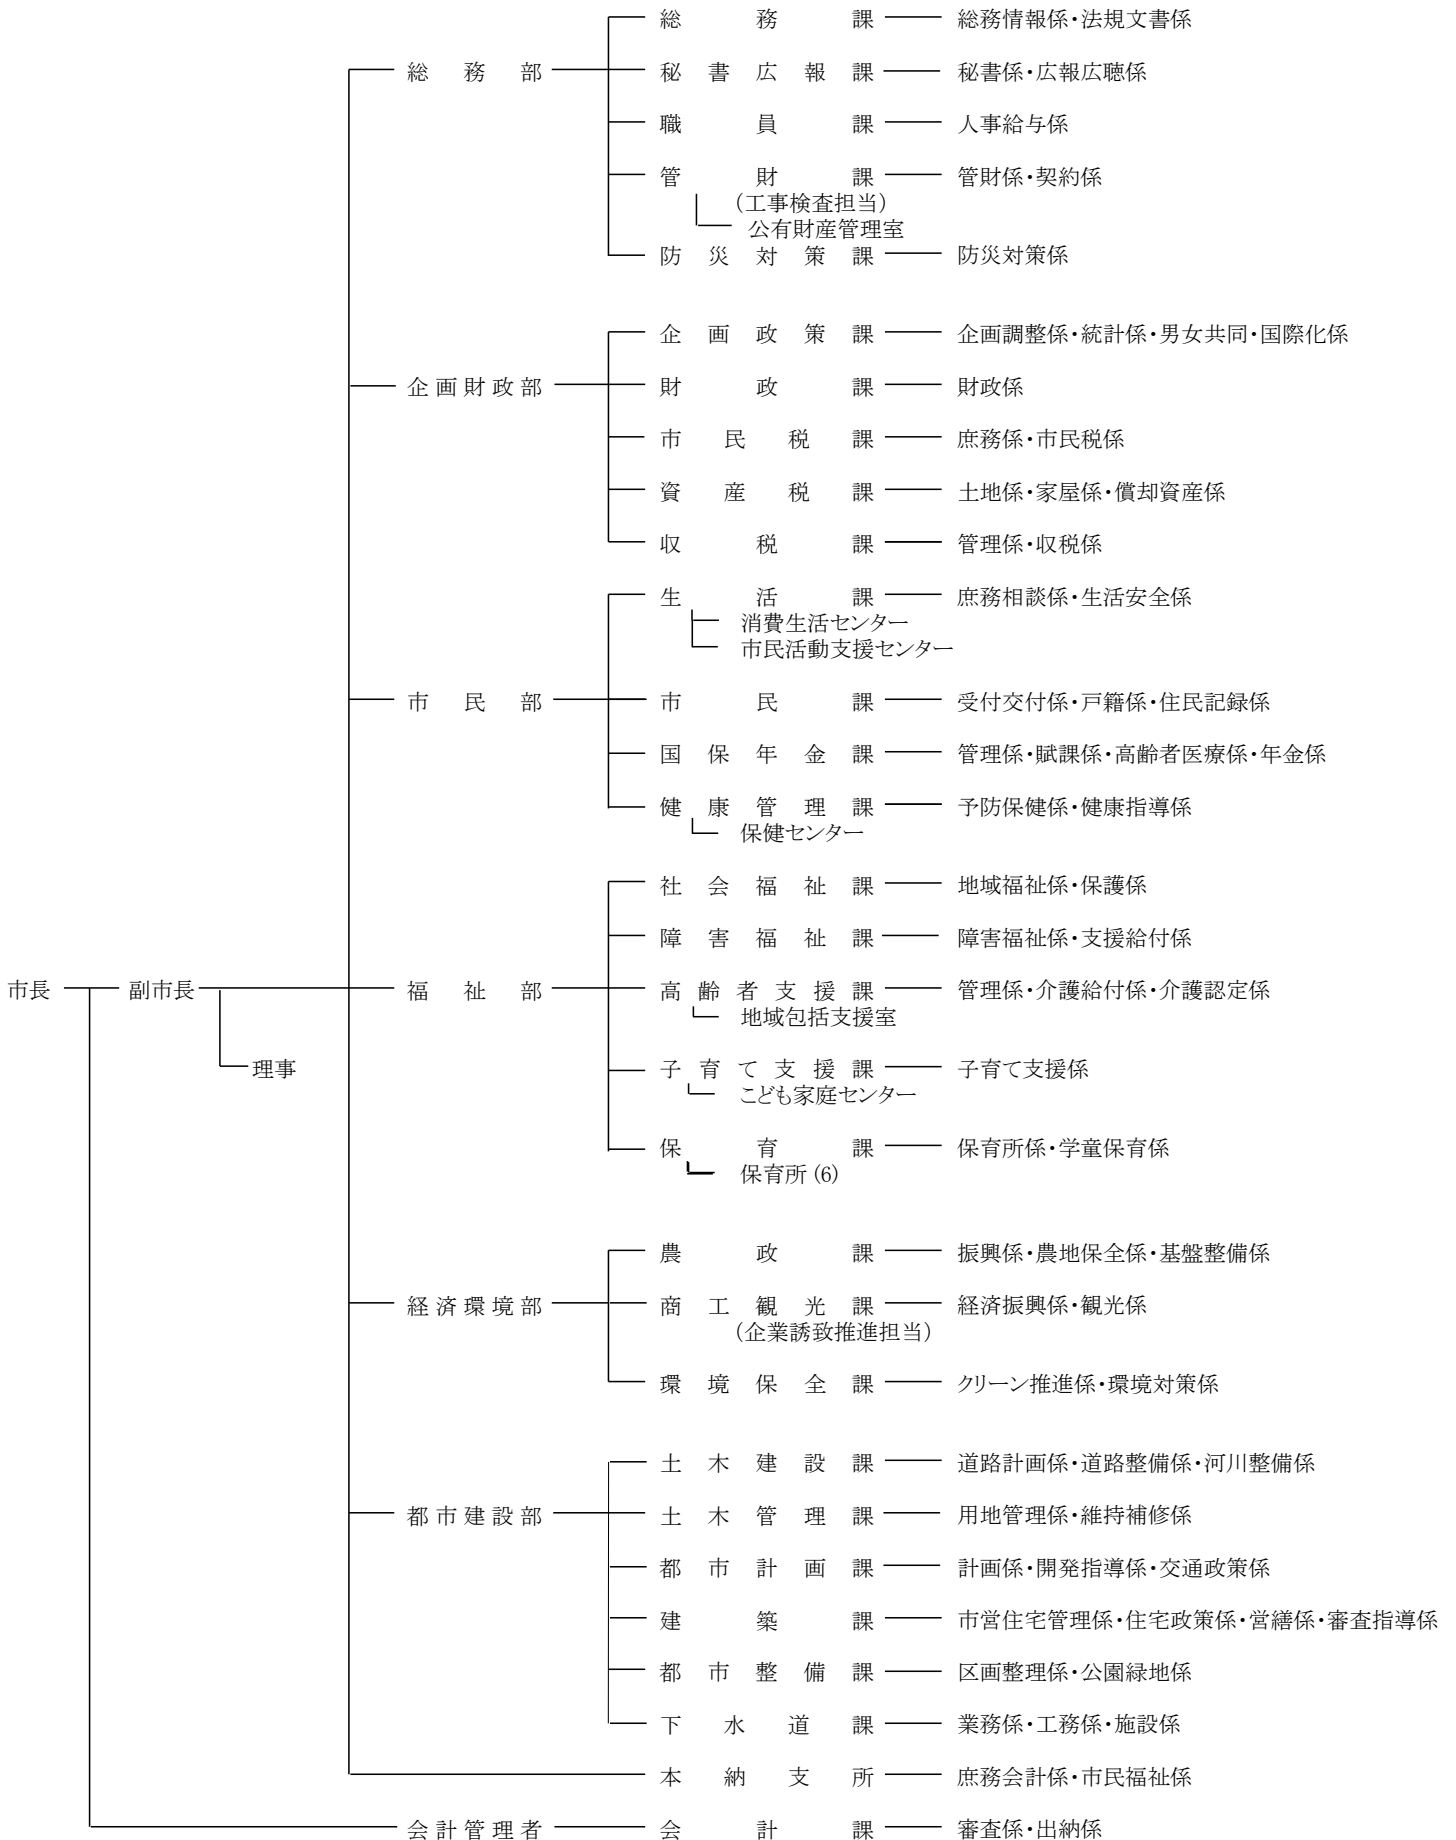 総務課 総務情報係・法規文書係
総務部 秘書広報課 秘書係・広報広聴係
職員課 人事給与係
管財課 管財係・契約係
（工事検査担当）
公有財産管理室
防災対策課 防災対策係
企画政策課 企画調整係・統計係・男女共同・国際化係
企画財政部 財政課 財政係
市民税課 庶務係・市民税係
資産税課 土地係・家屋係・償却資産係
収税課 管理係・収税係
生活課 庶務相談係・生活安全係
消費生活センター
市民活動支援センター
市民部 市民課 受付交付係・戸籍係・住民記録係
国保年金課 管理係・賦課係・高齢者医療係・年金係
健康管理課 予防保健係・健康指導係
保健センター
社会福祉課 地域福祉係・保護係
障害福祉課 障害福祉係・支援給付係
市長 副市長 福祉部 高齢者支援課 管理係・介護給付係・介護認定係
地域包括支援室
理事 子育て支援課 子育て支援係
こども家庭センター
保育課 保育所係・学童保育係
保育所(6)
農政課 振興係・農地保全係・基盤整備係
経済環境部 商工観光課 経済振興係・観光係
（企業誘致推進担当）
環境保全課 クリーン推進係・環境対策係
土木建設課 道路計画係・道路整備係・河川整備係
都市建設部 土木管理課 用地管理係・維持補修係
都市計画課 計画係・開発指導係・交通政策係
建築課 市営住宅管理係・住宅政策係・営繕係・審査指導係
都市整備課 区画整理係・公園緑地係
下水道課 業務係・工務係・施設係
本納支所 庶務会計係・市民福祉係
会計管理者 会計課 審査係・出納係